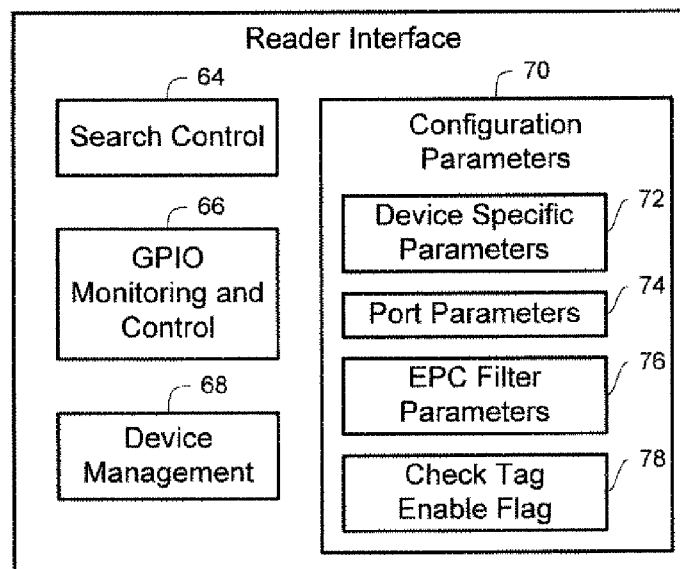 Reader Interface
64
Search Control
66
GPIO
Monitoring and
Control
68
Device
Management
70
Configuration
Parameters
72
Device Specific
Parameters
74
Port Parameters
76
EPC Filter
Parameters
78
Check Tag
Enable Flag